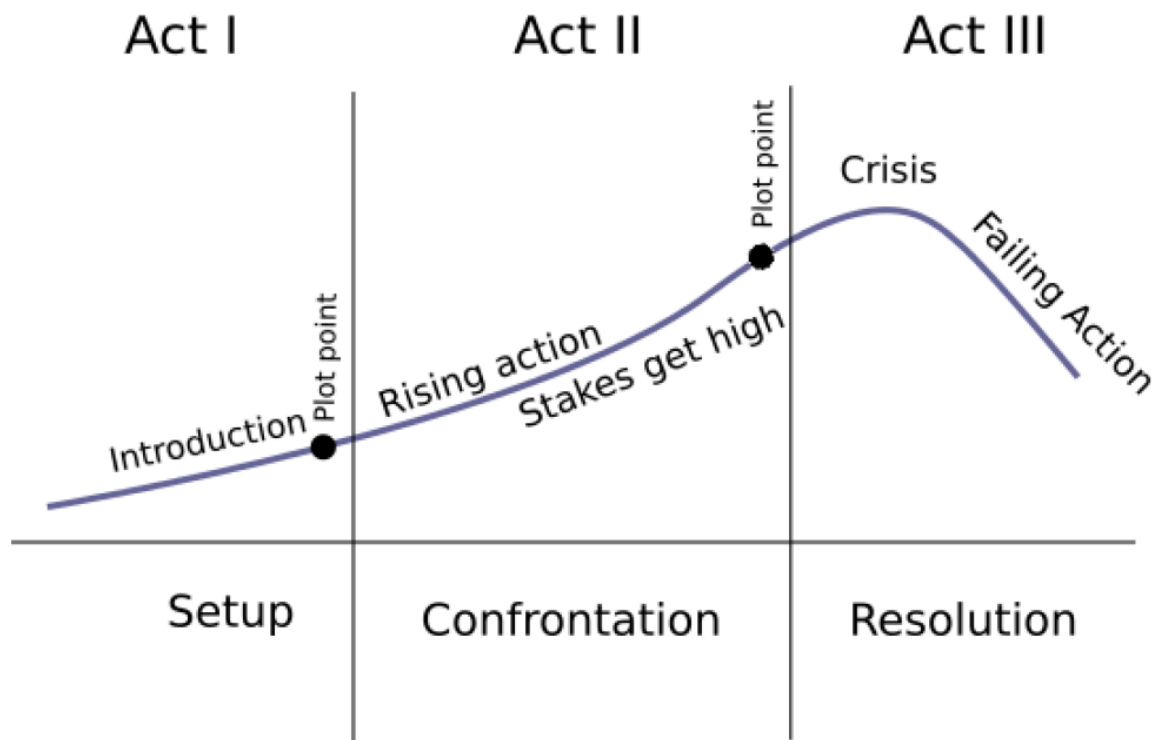 Act I
Act II
Act III
Introduction
Plot point
Rising action
Stakes get high
Plot point
Crisis
Failing Action
Setup
Confrontation
Resolution